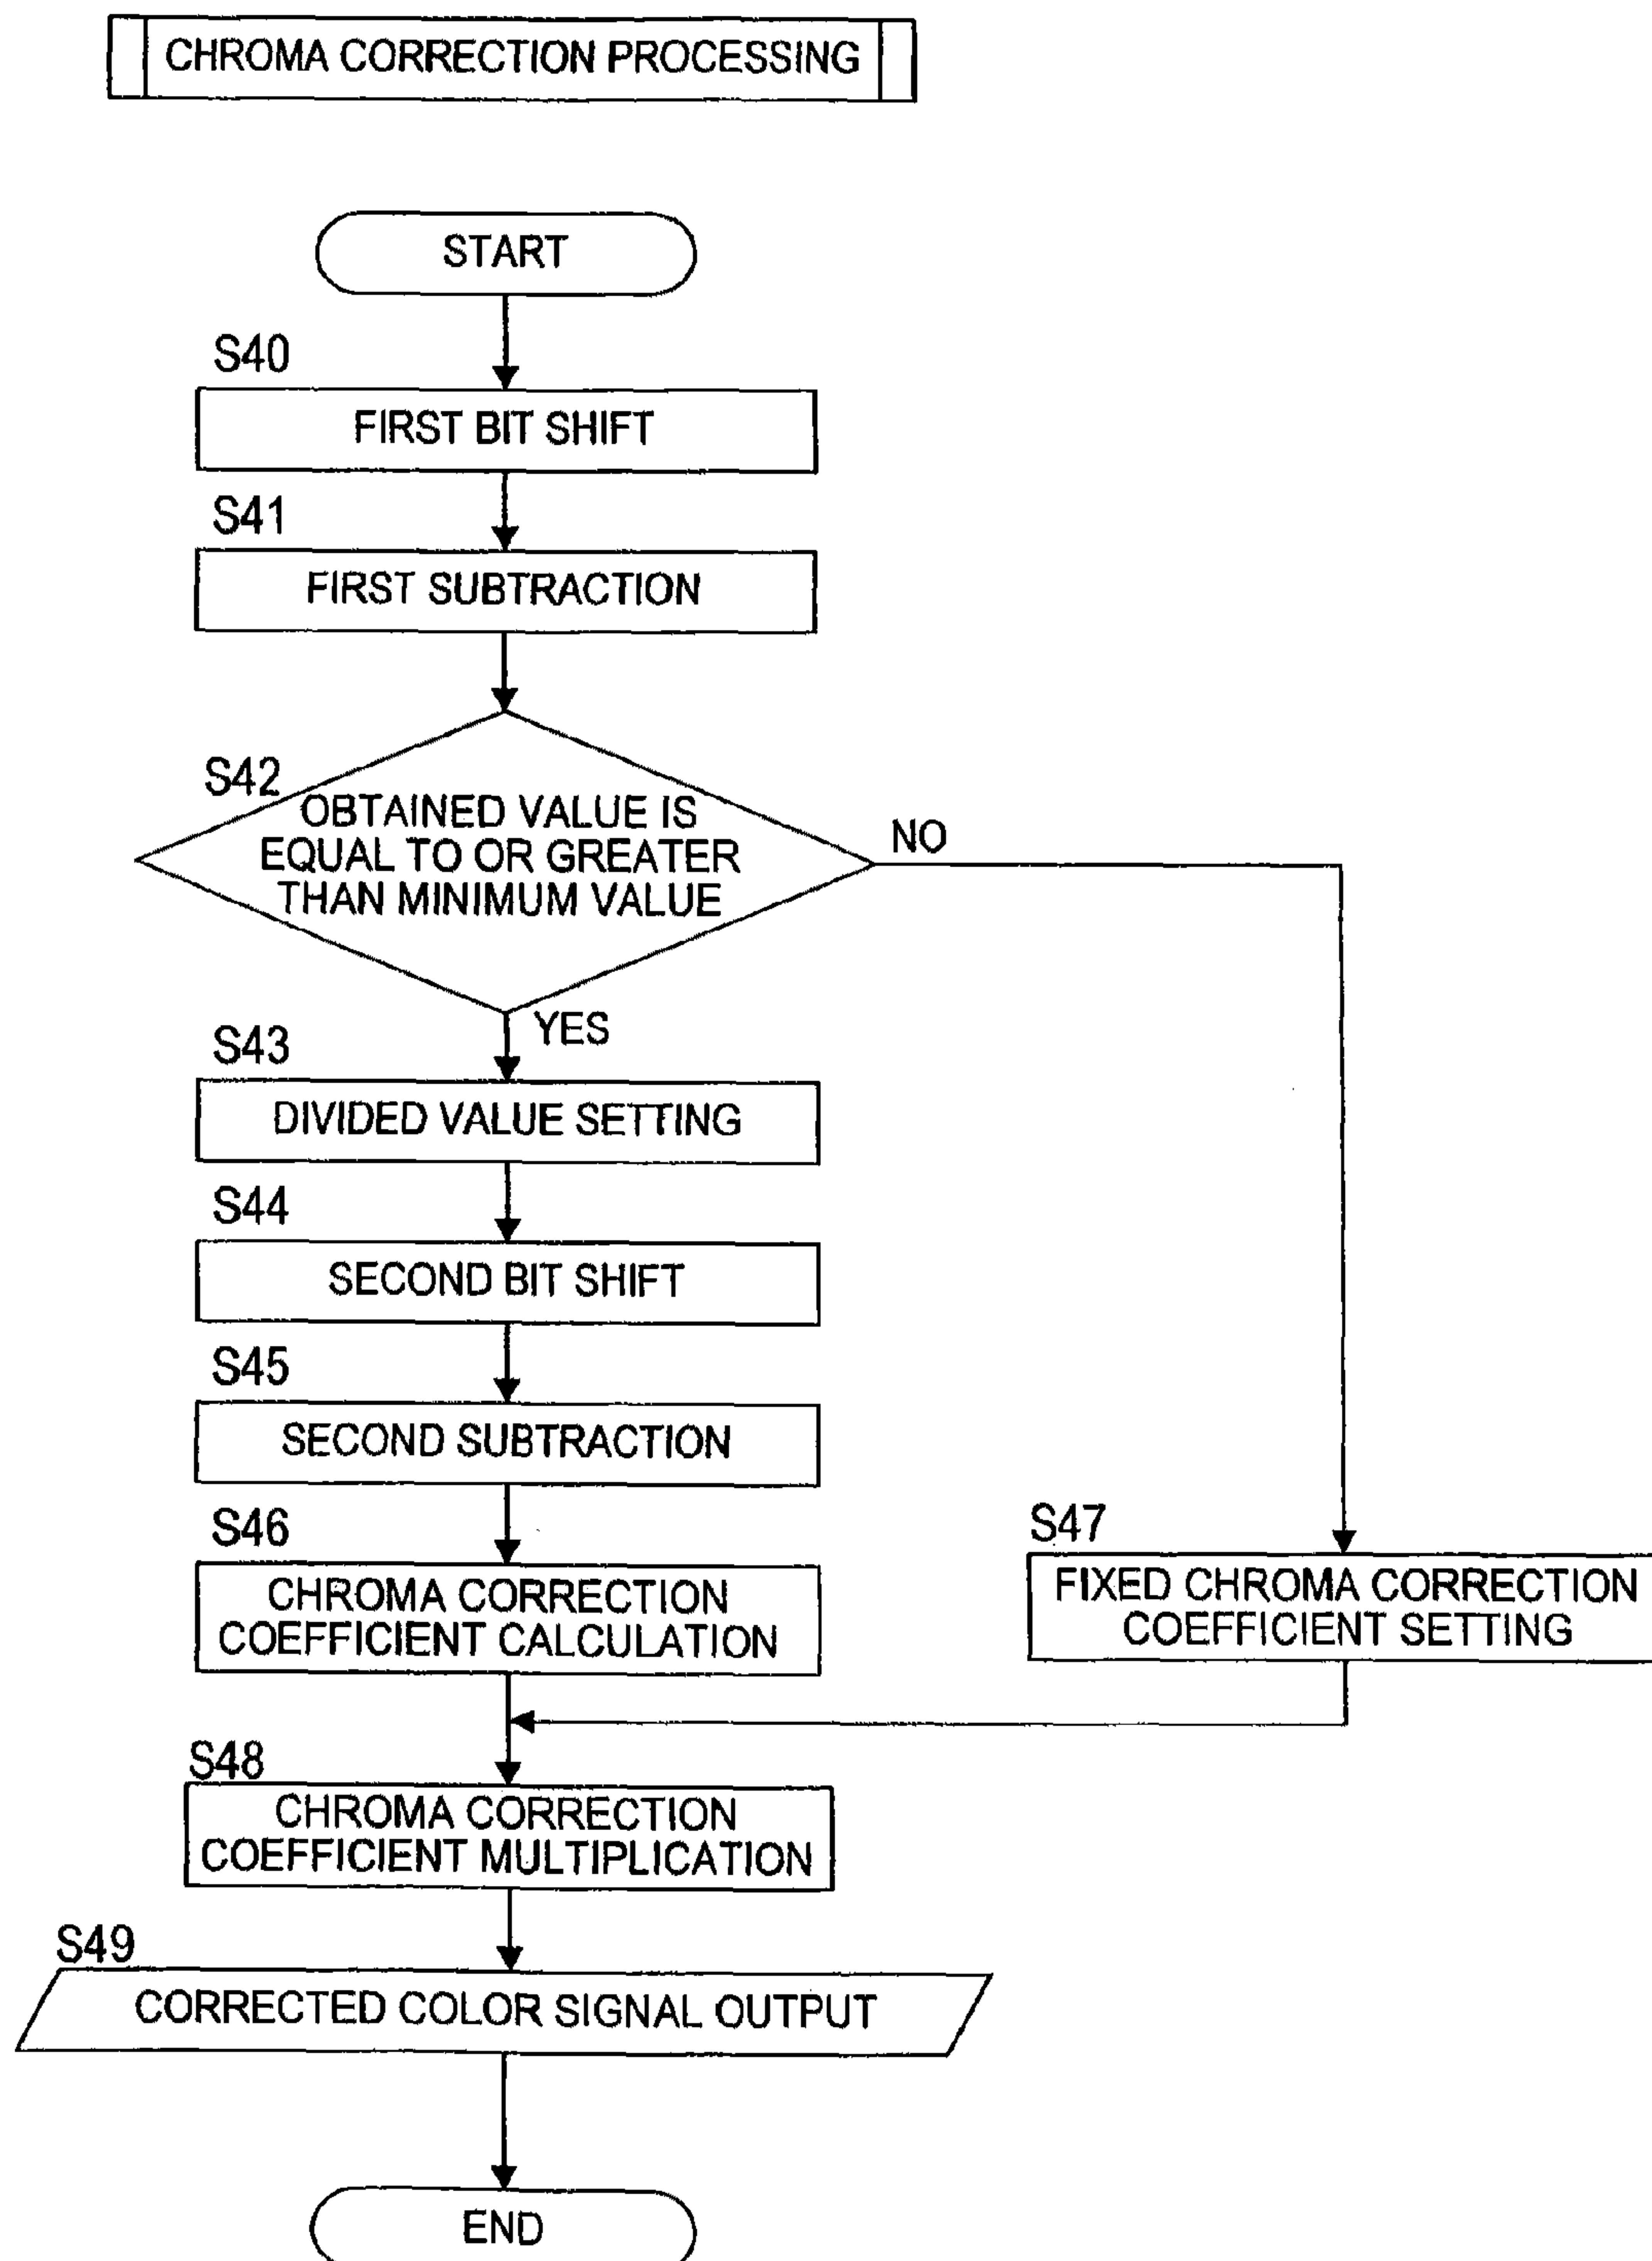 CHROMA CORRECTION PROCESSING
START
S40
FIRST BIT SHIFT
S41
FIRST SUBTRACTION
S42
OBTAINED VALUE IS
EQUAL TO OR GREATER
THAN MINIMUM VALUE
NO
YES
S43
DIVIDED VALUE SETTING
S44
SECOND BIT SHIFT
S45
SECOND SUBTRACTION
S46
CHROMA CORRECTION
COEFFICIENT CALCULATION
S47
FIXED CHROMA CORRECTION
COEFFICIENT SETTING
S48
CHROMA CORRECTION
COEFFICIENT MULTIPLICATION
S49
CORRECTED COLOR SIGNAL OUTPUT
END